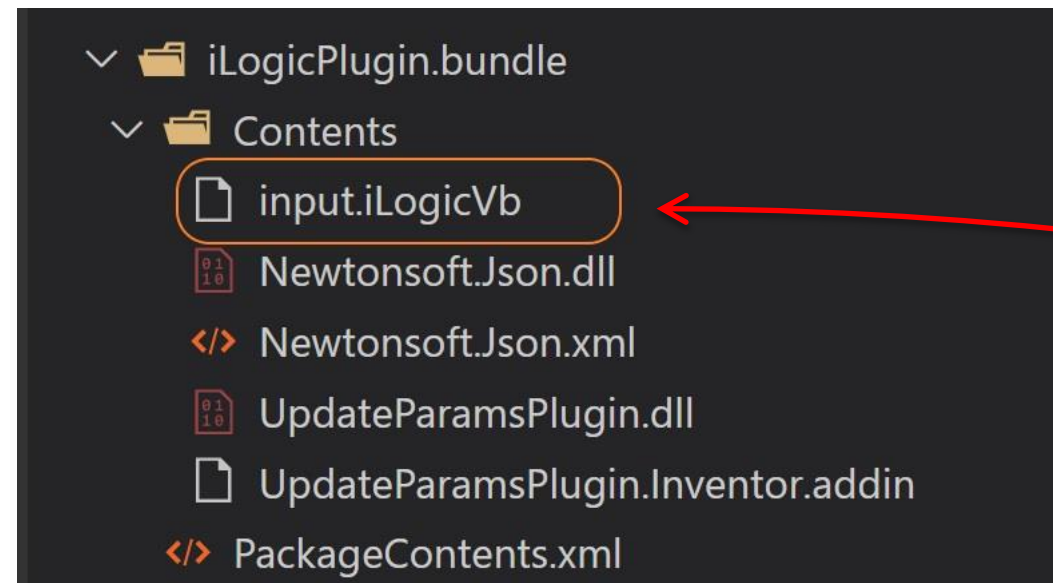 iLogicPlugin.bundle
Contents
input.iLogicVb
Newtonsoft.Json.dll
Newtonsoft.Json.xml
UpdateParamsPlugin.dll
UpdateParamsPlugin.Inventor.addin
PackageContents.xml